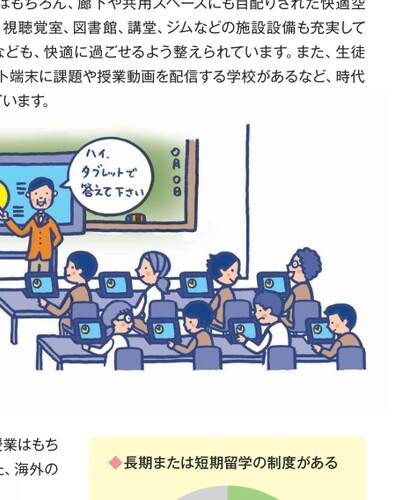 はもちろん、廊下や共用スペースにも目配りされた快適空
視聴覚室、図書館、講堂、ジムなどの施設設備も充実して
なども、快適に過ごせるよう整えられています。また、生徒
ト端末に課題や授業動画を配信する学校があるなど、時代
ています。
ハイ、
タブレットで
答えて下さい
○月○日
授業はもち
た、海外の
◆長期または短期留学の制度がある